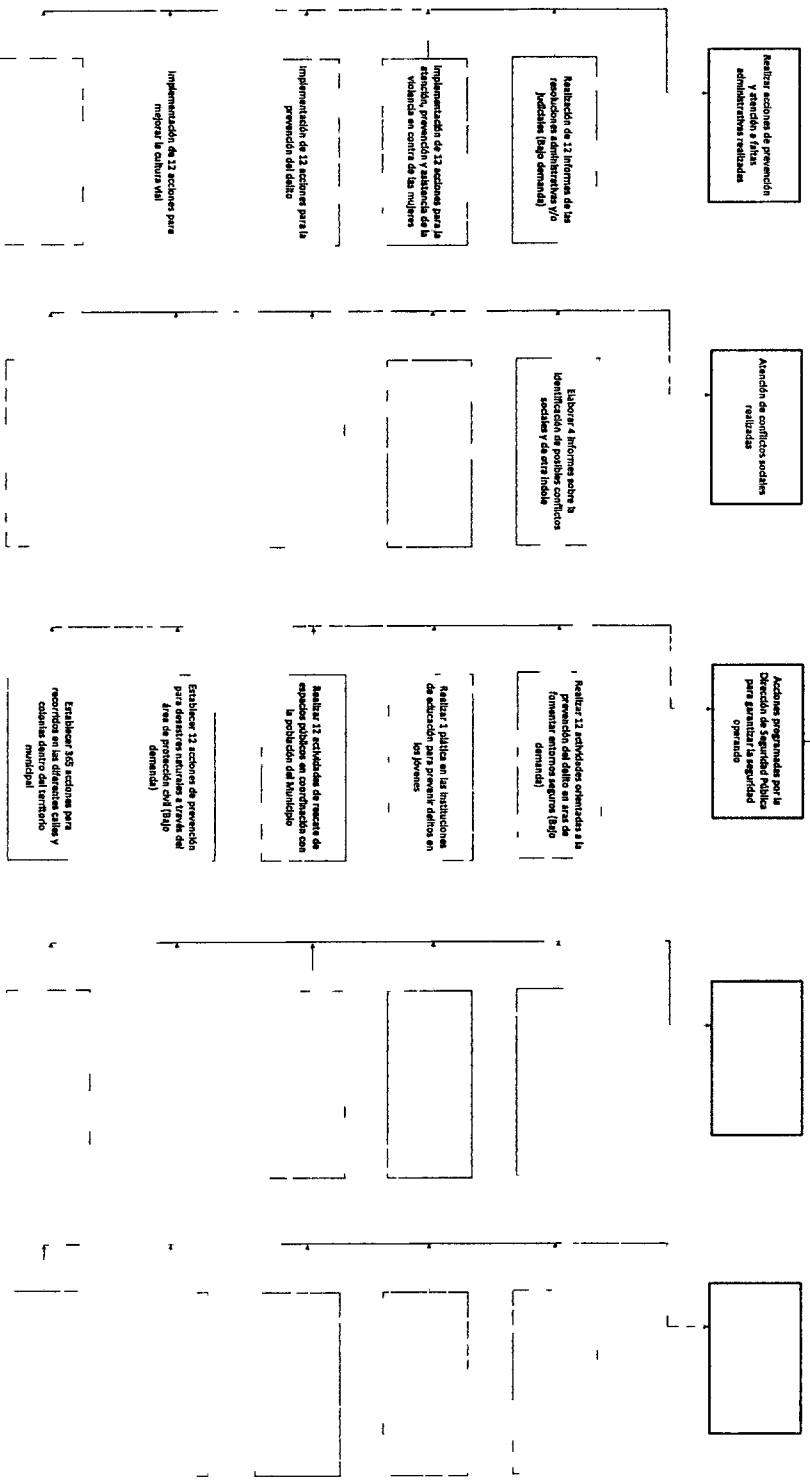 Realizar acciones de prevención
y atención a faltas
administrativas realizadas
Realización de 12 informes de las
resoluciones administrativas y/o
judiciales (Bajo demanda)
Implementación de 12 acciones para la
atención, prevención y asistencia de la
violencia en contra de las mujeres
Implementación de 12 acciones para la
prevención del delito
Implementación de 12 acciones para
mejorar la cultura vial
Atención de conflictos sociales
realizadas
Elaborar 4 informes sobre la
identificación de posibles conflictos
sociales y de otra índole
Acciones programadas por la
Dirección de Seguridad Pública
para garantizar la seguridad
operando
Realizar 12 actividades orientadas a la
prevención del delito en aras de
fomentar entornos seguros (Bajo
demanda)
Realizar 1 plática en las instituciones
de educación para prevenir delitos en
los jóvenes
Realizar 12 actividades de rescate de
espacios públicos en coordinación con
la población del Municipio
Establecer 12 acciones de prevención
para desastres naturales a través del
área de protección civil (Bajo
demanda)
Establecer 365 acciones para
recorridos en las diferentes calles y
colonias dentro del territorio
municipal